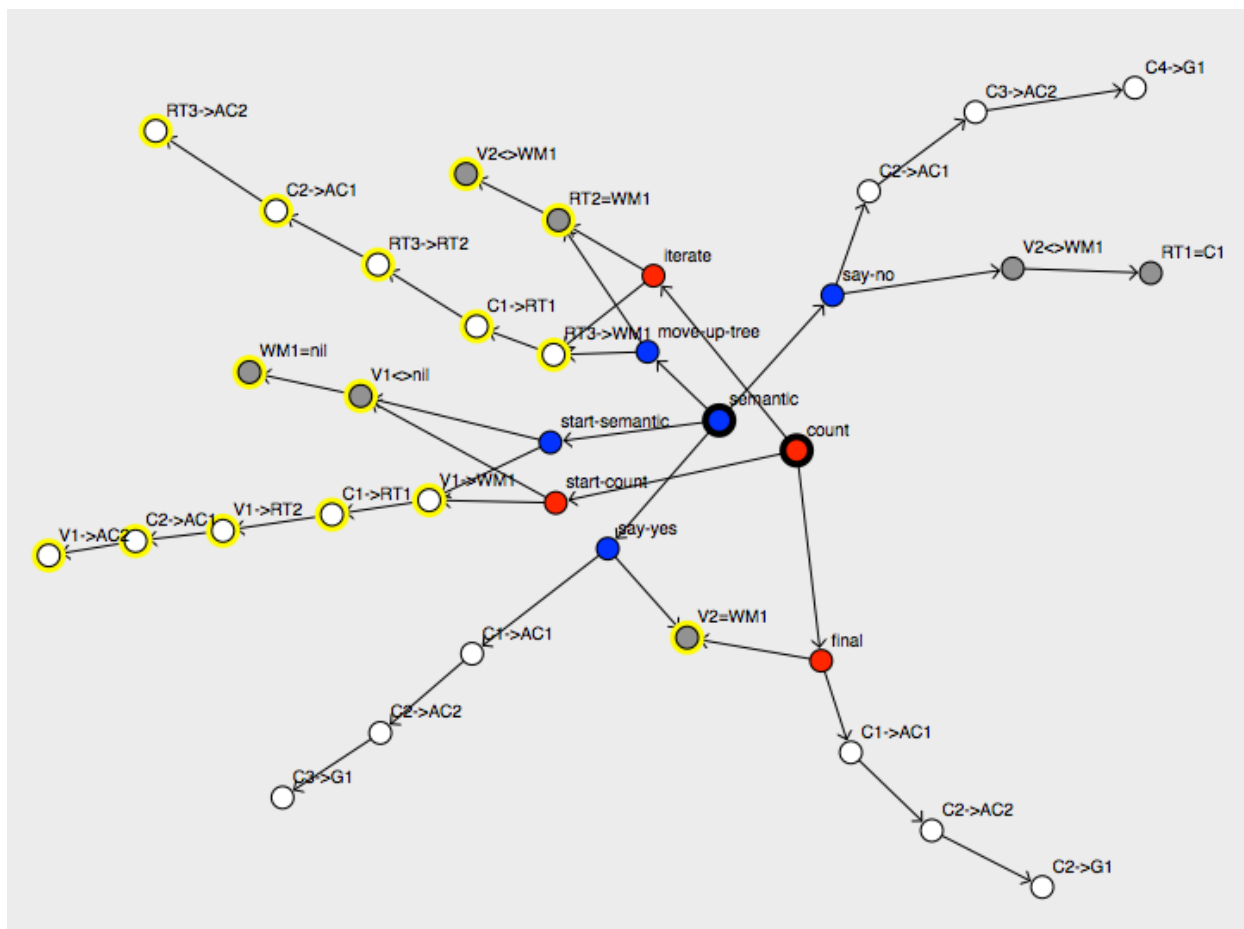 C4->G1
C3->AC2
RT3->AC2
V2<>WM1
C2->AC1
C2->AC1
RT2=WM1
RT3->RT2
V2<>WM1
RT1=C1
iterate
say-no
C1->RT1
RT3->WM1
move-up-tree
WM1=nil
V1<>nil
semantic
start-semantic
count
V1->WM1
start-count
C1->RT1
V1->RT2
C2->AC1
V1->AC2
say-yes
V2=WM1
C1->AC1
final
C2->AC2
C1->AC1
C3->G1
C2->AC2
C2->G1